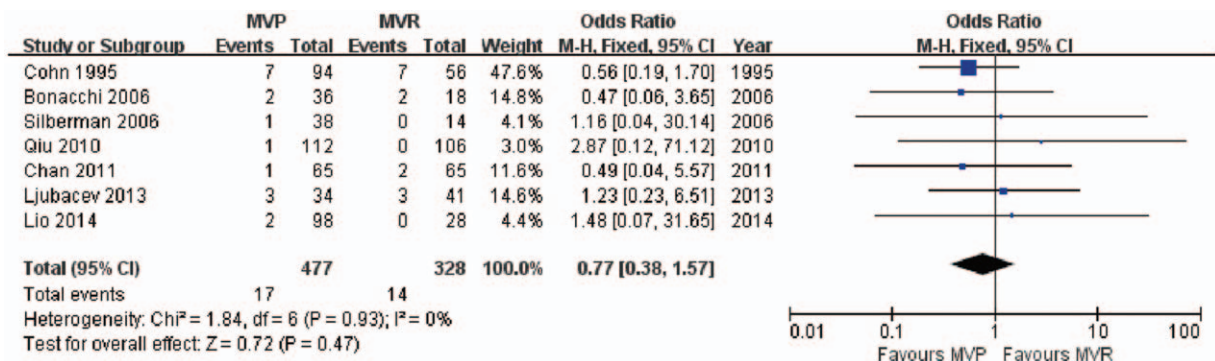 MVP MVR Odds Ratio Odds Ratio
Study or Subgroup Events Total Events Total Weight M-H, Fixed, 95% CI Year M-H, Fixed, 95% CI
Cohn 1995 7 94 7 56 47.6% 0.56 [0.19, 1.70] 1995
Bonacchi 2006 2 36 2 18 14.8% 0.47 [0.06, 3.65] 2006
Silberman 2006 1 38 0 14 4.1% 1.16 [0.04, 30.14] 2006
Qiu 2010 1 112 0 106 3.0% 2.87 [0.12, 71.12] 2010
Chan 2011 1 65 2 65 11.6% 0.49 [0.04, 5.57] 2011
Ljubacev 2013 3 34 3 41 14.6% 1.23 [0.23, 6.51] 2013
Lio 2014 2 98 0 28 4.4% 1.48 [0.07, 31.65] 2014
Total (95% CI) 477 328 100.0% 0.77 [0.38, 1.57]
Total events 17 14
Heterogeneity: Chi² = 1.84, df = 6 (P = 0.93); I² = 0%
Test for overall effect: Z = 0.72 (P = 0.47)
0.01 0.1 1 10 100
Favours MVP Favours MVR